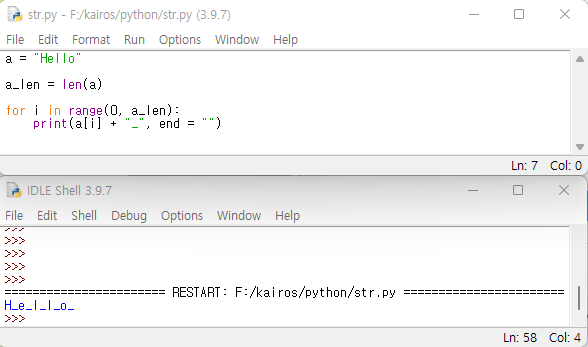 str.py - F:/kairos/python/str.py (3.9.7)
File Edit Format Run Options Window Help
a = "Hello"
a_len = len(a)
for i in range(0, a_len):
    print(a[i] + "_", end = "")
Ln: 7 Col: 0
IDLE Shell 3.9.7
File Edit Shell Debug Options Window Help
>>>
>>>
>>>
>>>
>>>
====================== RESTART: F:/kairos/python/str.py ======================
H_e_l_l_o_
>>>
Ln: 58 Col: 4